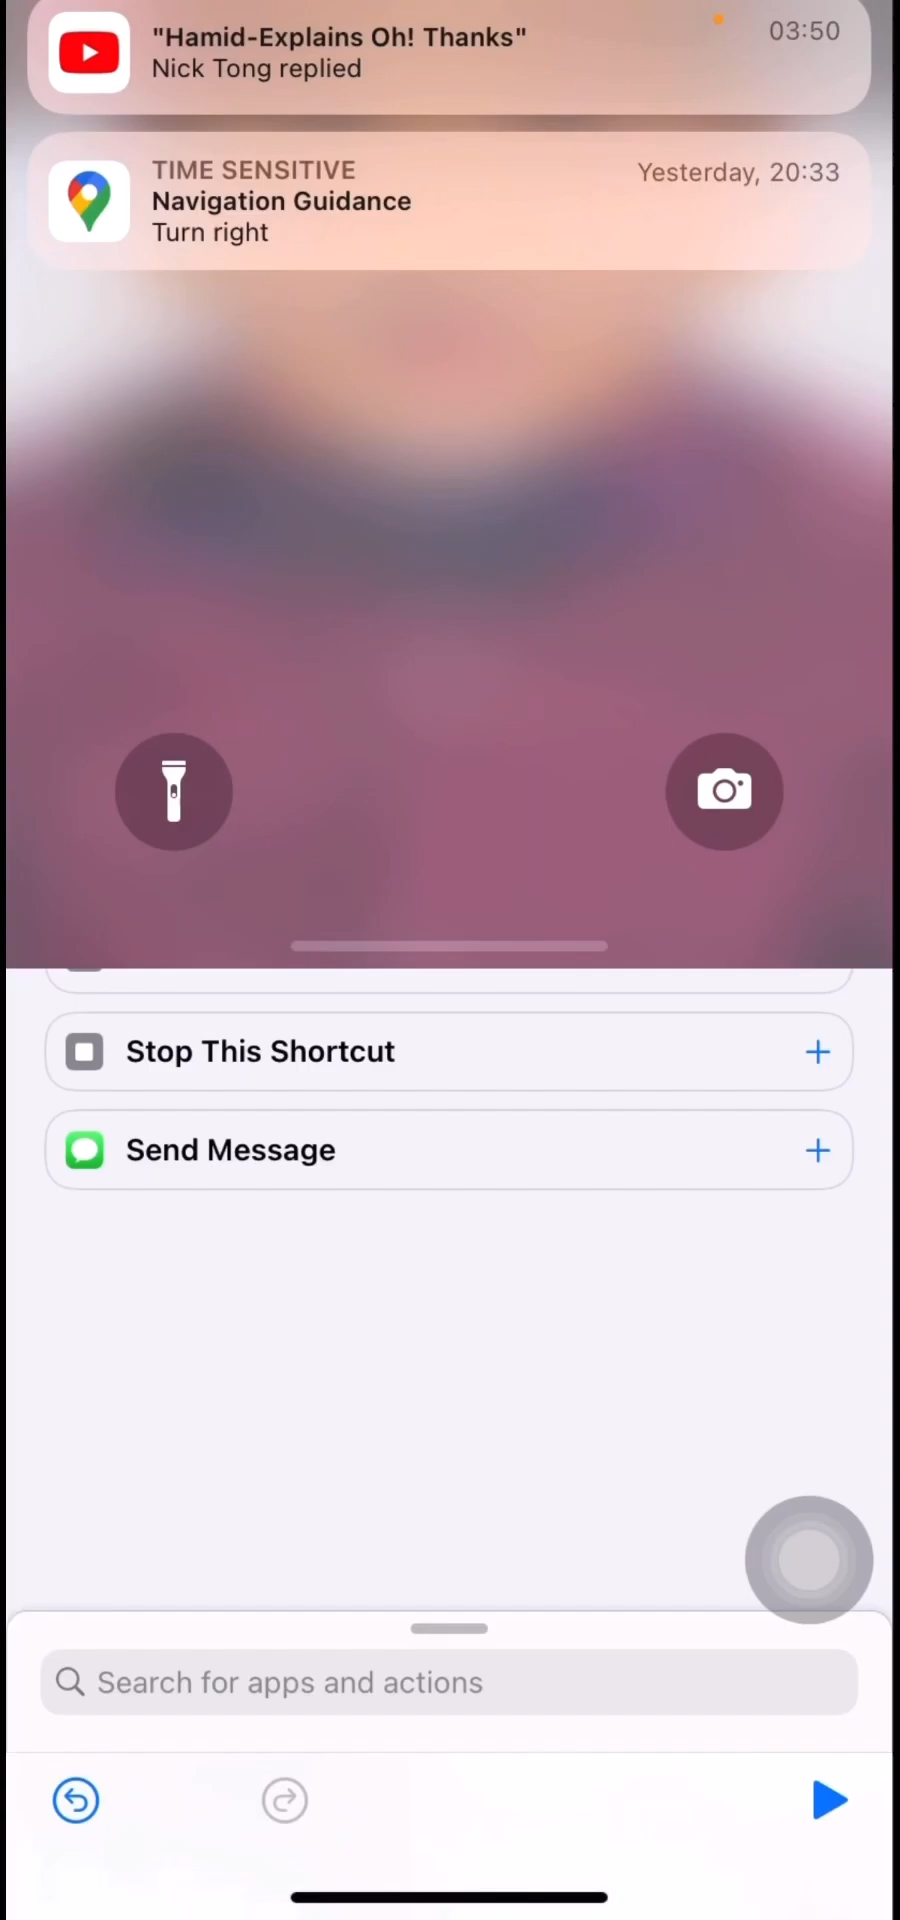 "Hamid-Explains Oh! Thanks"
03:50
Nick Tong replied
TIME SENSITIVE
Yesterday, 20:33
Navigation Guidance
Turn right
Stop This Shortcut
Send Message
Search for apps and actions